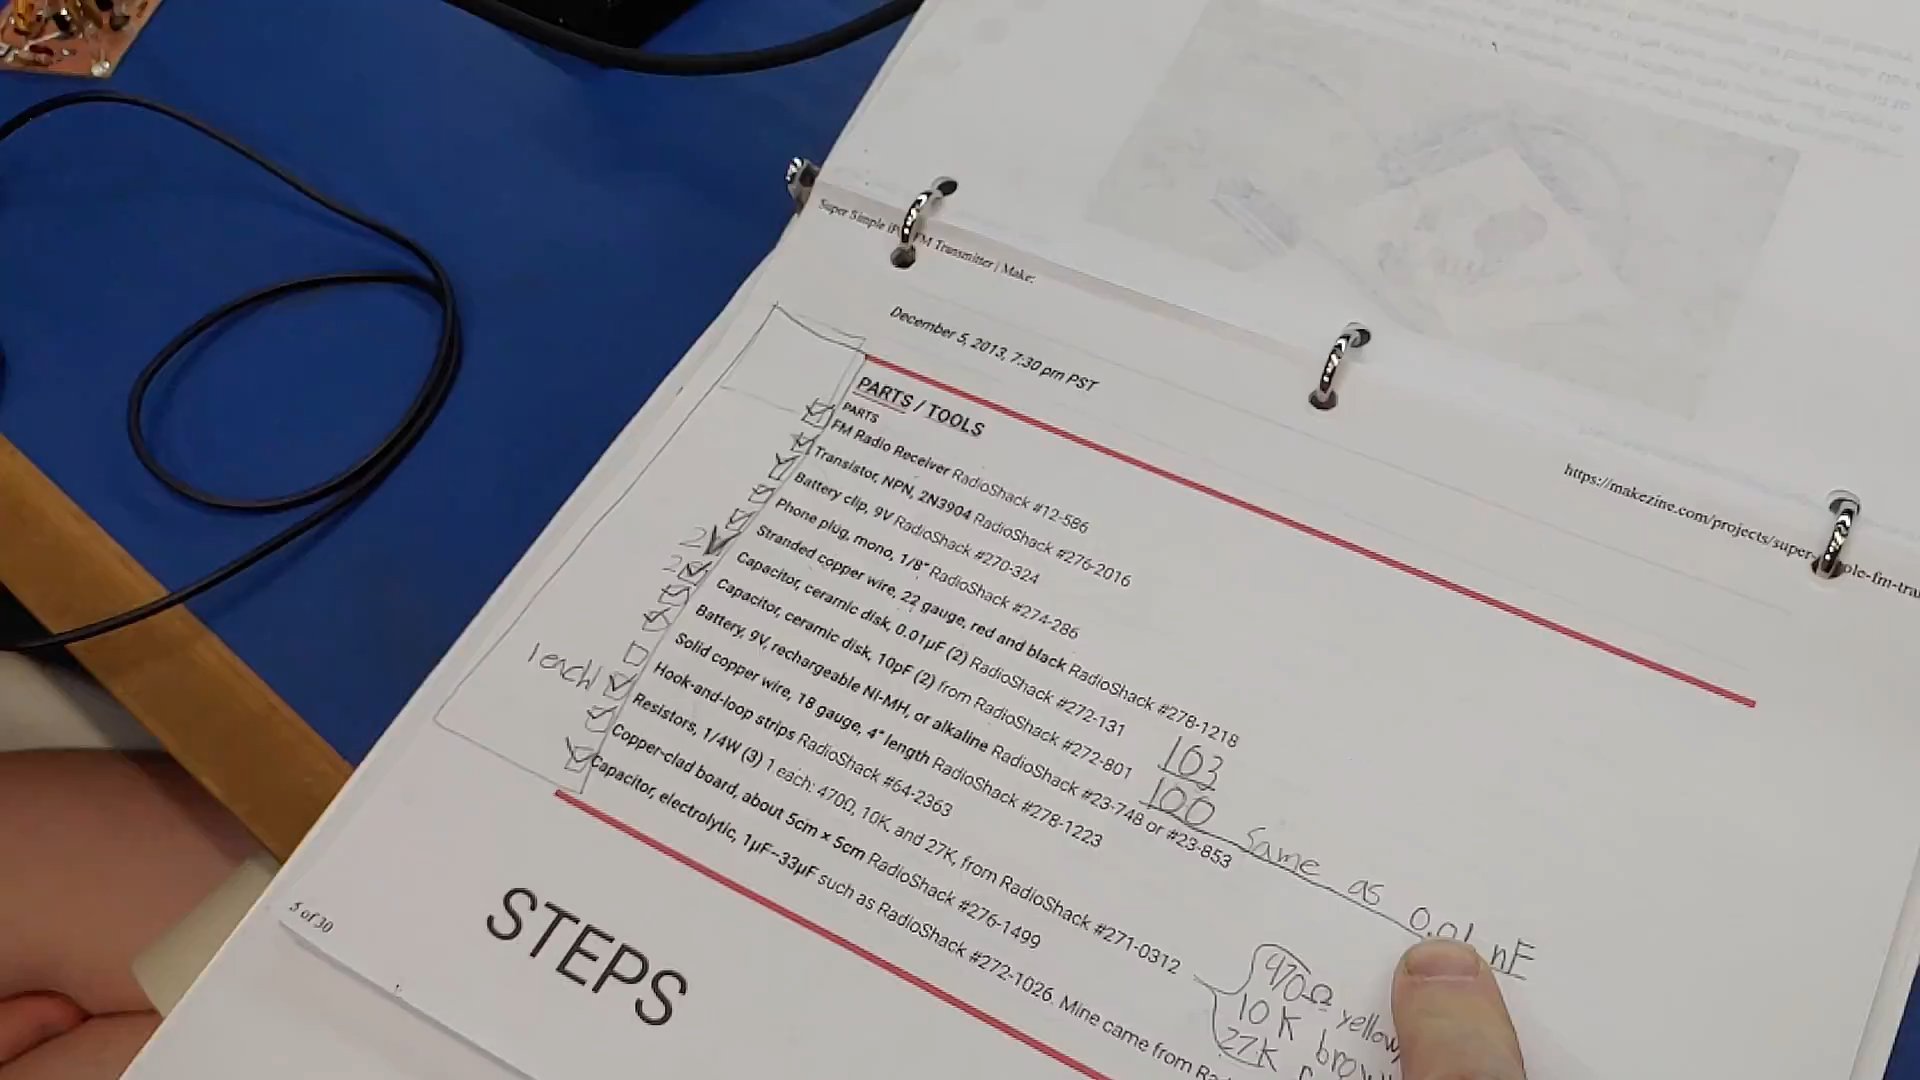 Super Simple iPod FM Transmitter | Make:
https://makezine.com/projects/super-
ple-fm-tra
December 5, 2013, 7:30 pm PST
PARTS / TOOLS
PARTS
FM Radio Receiver RadioShack #12-586
Transistor, NPN, 2N3904 RadioShack #276-2016
Battery clip, 9V RadioShack #270-324
Phone plug, mono, 1/8" RadioShack #274-286
Stranded copper wire, 22 gauge, red and black RadioShack #278-1218
2 Capacitor, ceramic disk, 0.01µF (2) RadioShack #272-131 103
2 Capacitor, ceramic disk, 10pF (2) from RadioShack #272-801 100 same as 0.01 nF
Battery, 9V, rechargeable Ni-MH, or alkaline RadioShack #23-748 or #23-853
Solid copper wire, 18 gauge, 4" length RadioShack #278-1223
Hook-and-loop strips RadioShack #64-2363
1 each Resistors, 1/4W (3) 1 each: 470Ω, 10K, and 27K, from RadioShack #271-0312
470Ω yellow,
10K
27K
Copper-clad board, about 5cm × 5cm RadioShack #276-1499
Capacitor, electrolytic, 1µF–33µF such as RadioShack #272-1026. Mine came from
STEPS
5 of 30